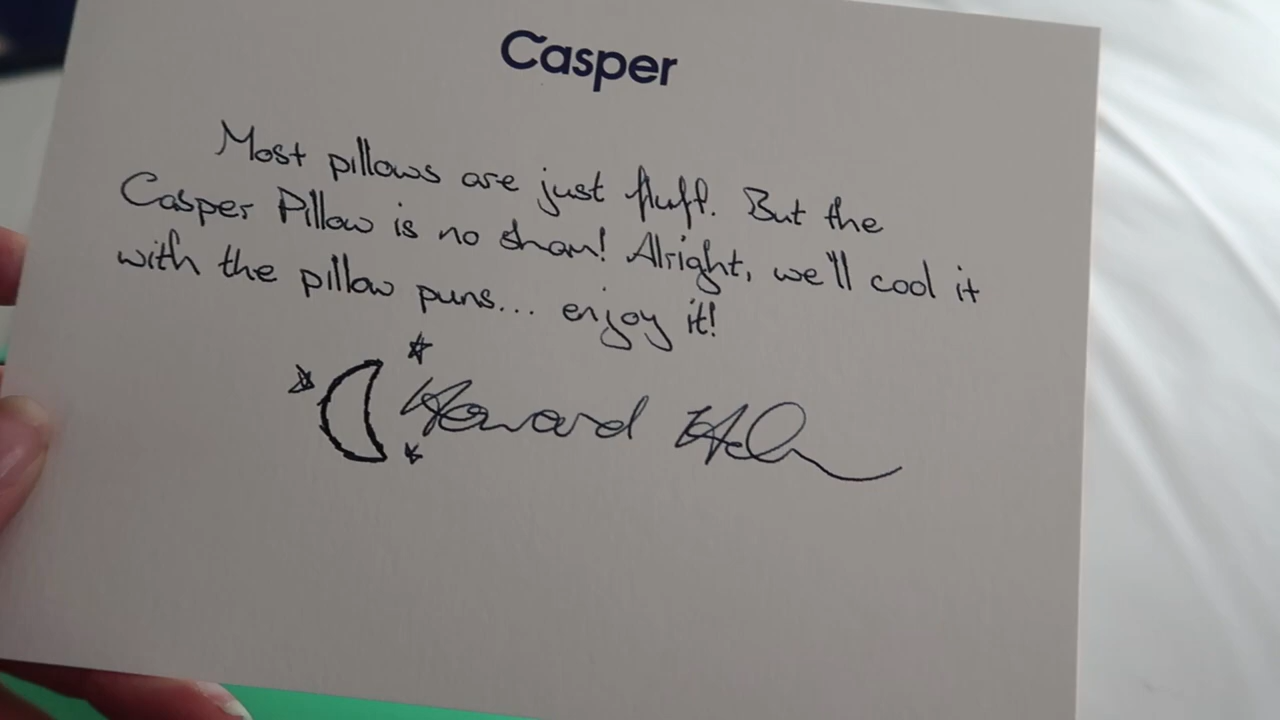 Casper
Most pillows are just fluff. But the
Casper Pillow is no sham! Alright, we'll cool it
with the pillow puns... enjoy it!
Howard